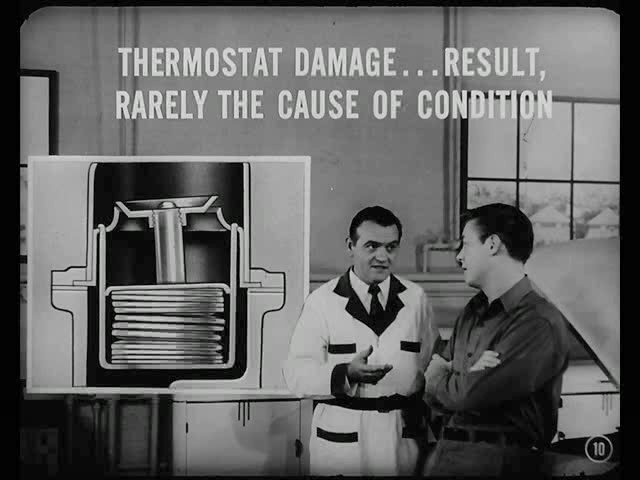 THERMOSTAT DAMAGE...RESULT,
RARELY THE CAUSE OF CONDITION
10